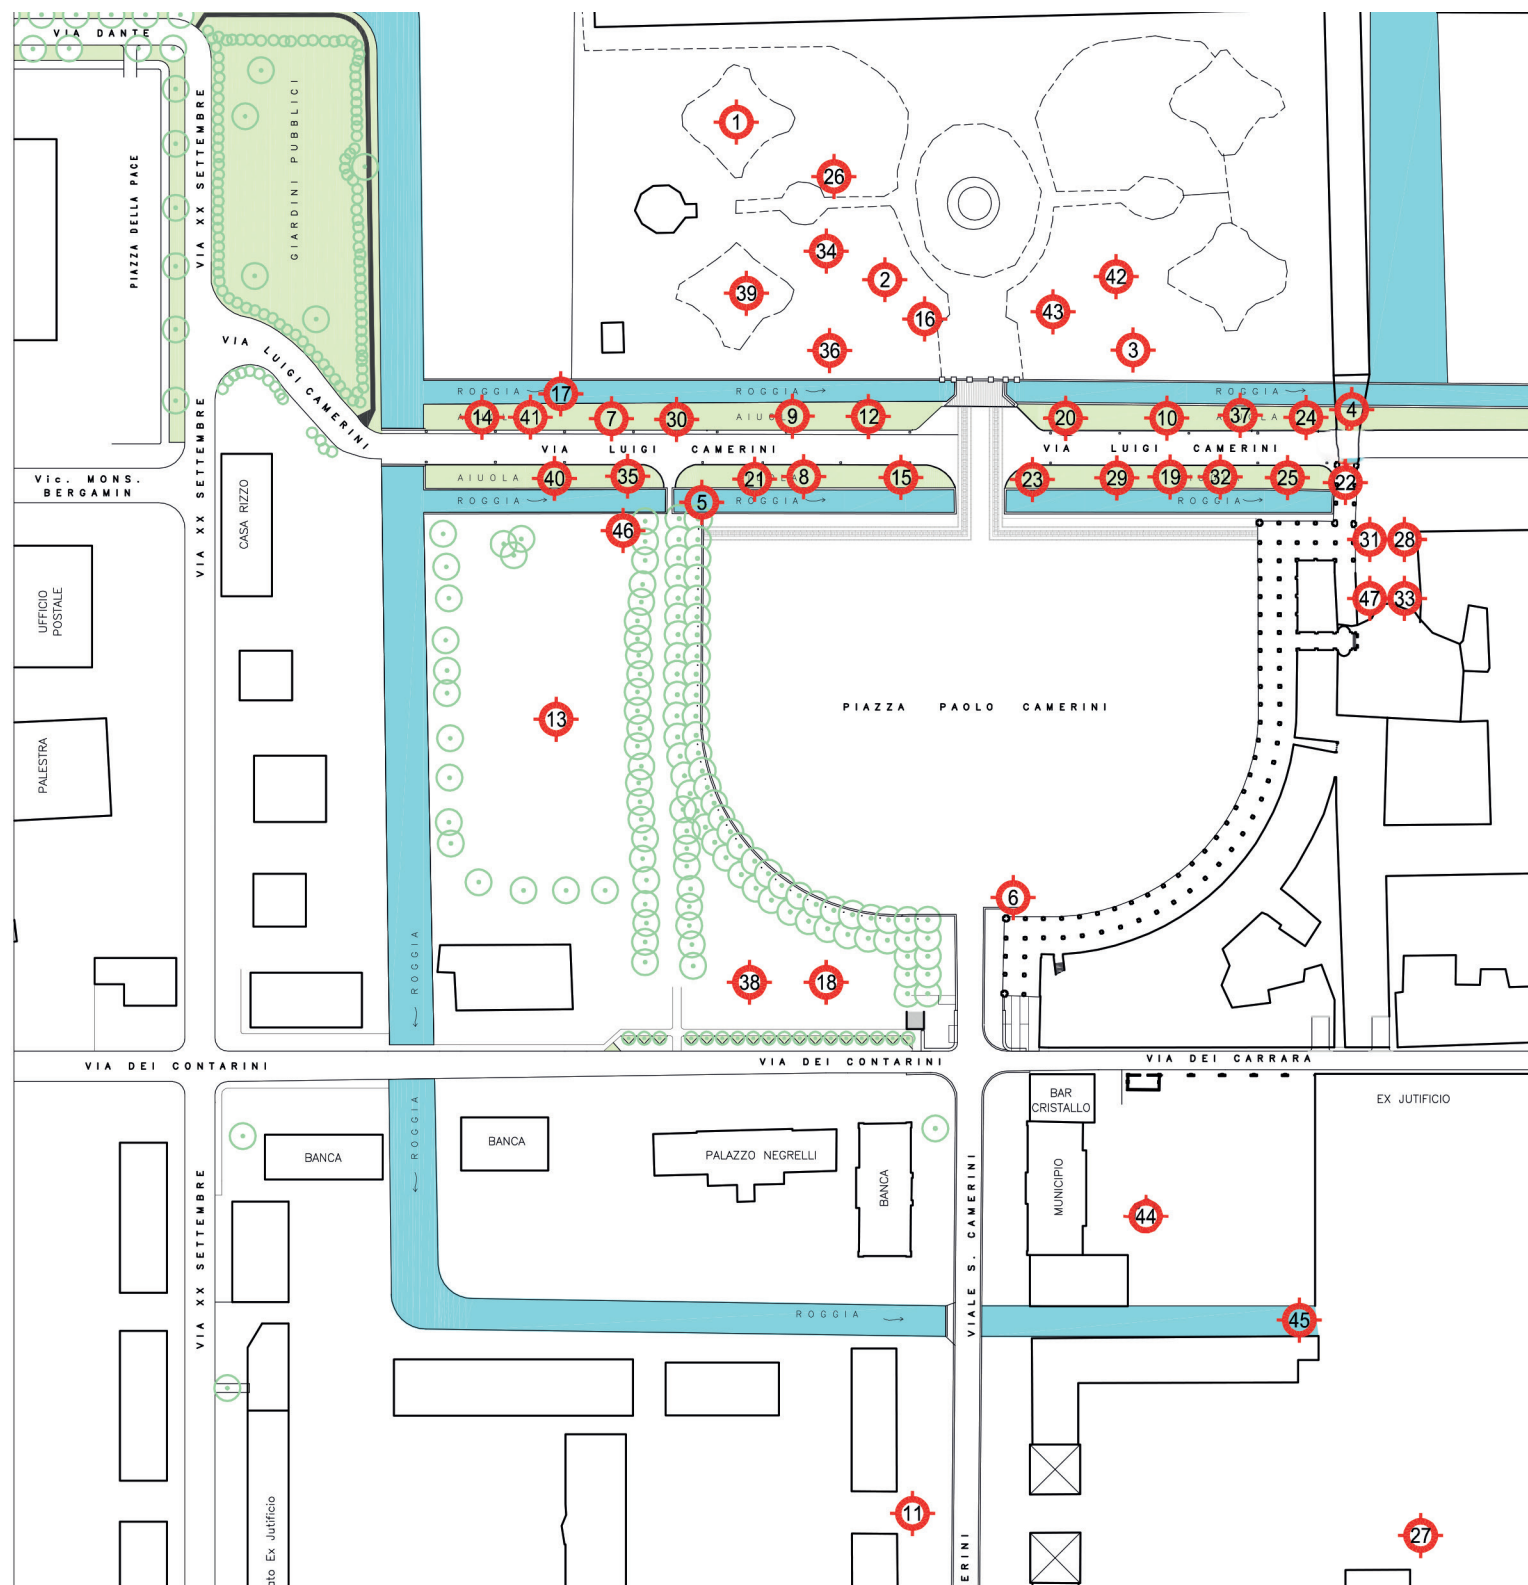 VIA DANTE
PIAZZA DELLA PACE
VIA XX SETTEMBRE
GIARDINI PUBBLICI
1
26
34
2
39
16
36
42
43
3
VIA LUIGI CAMERINI
ROGGIA
17
ROGGIA
ROGGIA
14
41
7
30
9
12
20
10
37
24
4
VIA LUIGI CAMERINI
VIA LUIGI CAMERINI
AIUOLA
40
35
21
8
15
23
29
19
32
25
22
ROGGIA
5
ROGGIA
ROGGIA
Vic. MONS.
BERGAMIN
VIA XX SETTEMBRE
CASA RIZZO
46
31
28
47
33
UFFICIO
POSTALE
PALESTRA
13
PIAZZA PAOLO CAMERINI
6
ROGGIA
38
18
VIA DEI CONTARINI
VIA DEI CONTARINI
VIA DEI CARRARA
BAR
CRISTALLO
EX JUTIFICIO
ROGGIA
BANCA
BANCA
PALAZZO NEGRELLI
BANCA
MUNICIPIO
44
VIA XX SETTEMBRE
VIALE S. CAMERINI
ROGGIA
45
ato Ex Jutificio
11
27
ERINI